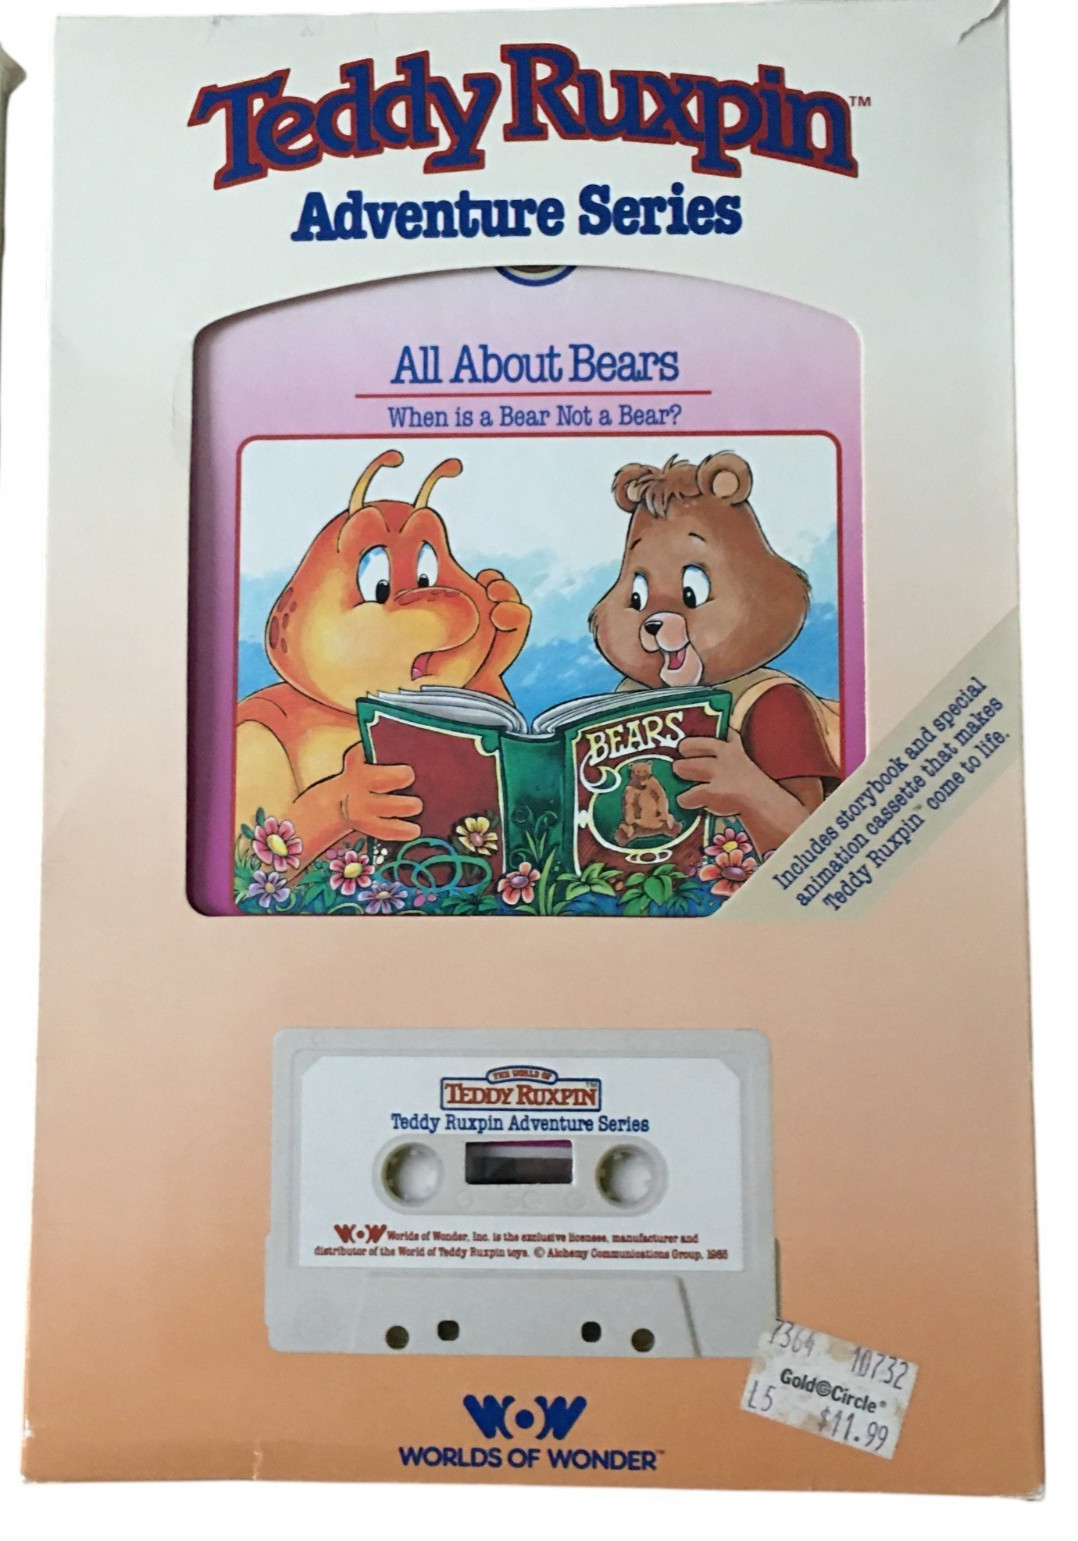 Teddy Ruxpin™
Adventure Series
All About Bears
When is a Bear Not a Bear?
BEARS
Includes storybook and special
animation cassette that makes
Teddy Ruxpin™ come to life.
THE WORLD OF
TEDDY RUXPIN™
Teddy Ruxpin Adventure Series
WOW Worlds of Wonder, Inc. is the exclusive licensee, manufacturer and
distributor of the World of Teddy Ruxpin toys. © Alchemy Communications Group, 1985
7364 10732
Gold©Circle®
L5 $11.99
WOW
WORLDS OF WONDER™